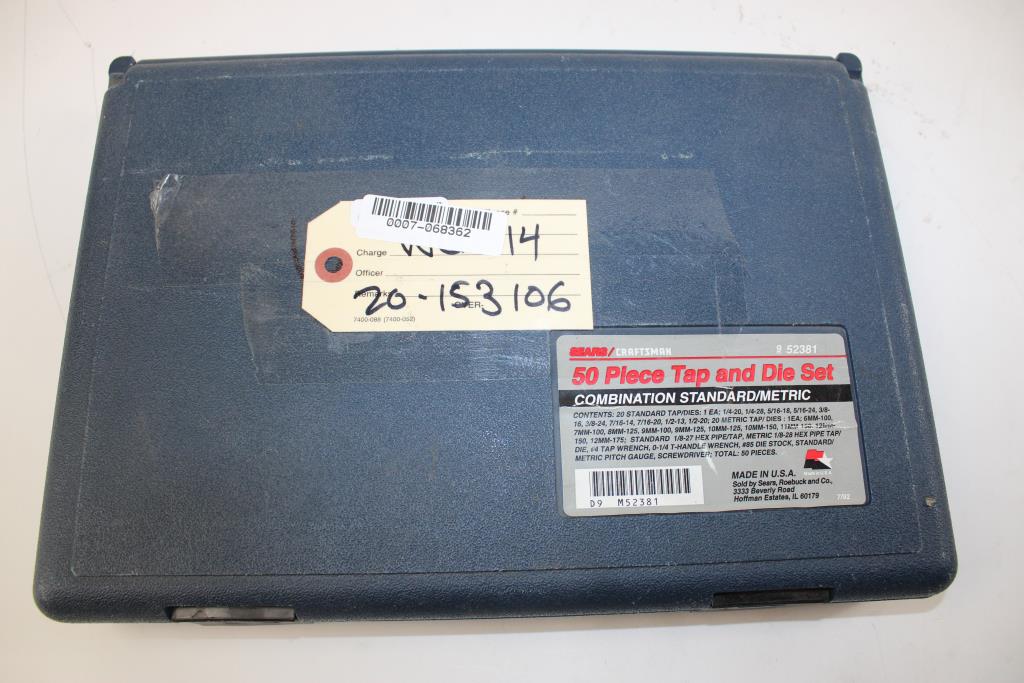 0007-068362
Charge 14
Officer
Remarks 20-153106
-OVER-
7400-088 (7400-052)
SEARS/CRAFTSMAN 9 52381
50 Piece Tap and Die Set
COMBINATION STANDARD/METRIC
CONTENTS: 20 STANDARD TAP/DIES: 1 EA; 1/4-20, 1/4-28, 5/16-18, 5/16-24, 3/8-
16, 3/8-24, 7/16-14, 7/16-20, 1/2-13, 1/2-20; 20 METRIC TAP/DIES: 1EA; 6MM-100,
7MM-100, 8MM-125, 9MM-100, 9MM-125, 10MM-125, 10MM-150, 11MM-150, 12MM-
150, 12MM-175; STANDARD 1/8-27 HEX PIPE/TAP, METRIC 1/8-28 HEX PIPE TAP/
DIE, #4 TAP WRENCH, 0-1/4 T-HANDLE WRENCH, #85 DIE STOCK, STANDARD/
METRIC PITCH GAUGE, SCREWDRIVER; TOTAL: 50 PIECES.
D9 M52381
MADE IN U.S.A.
Sold by Sears, Roebuck and Co.,
3333 Beverly Road
Hoffman Estates, IL 60179
7/92